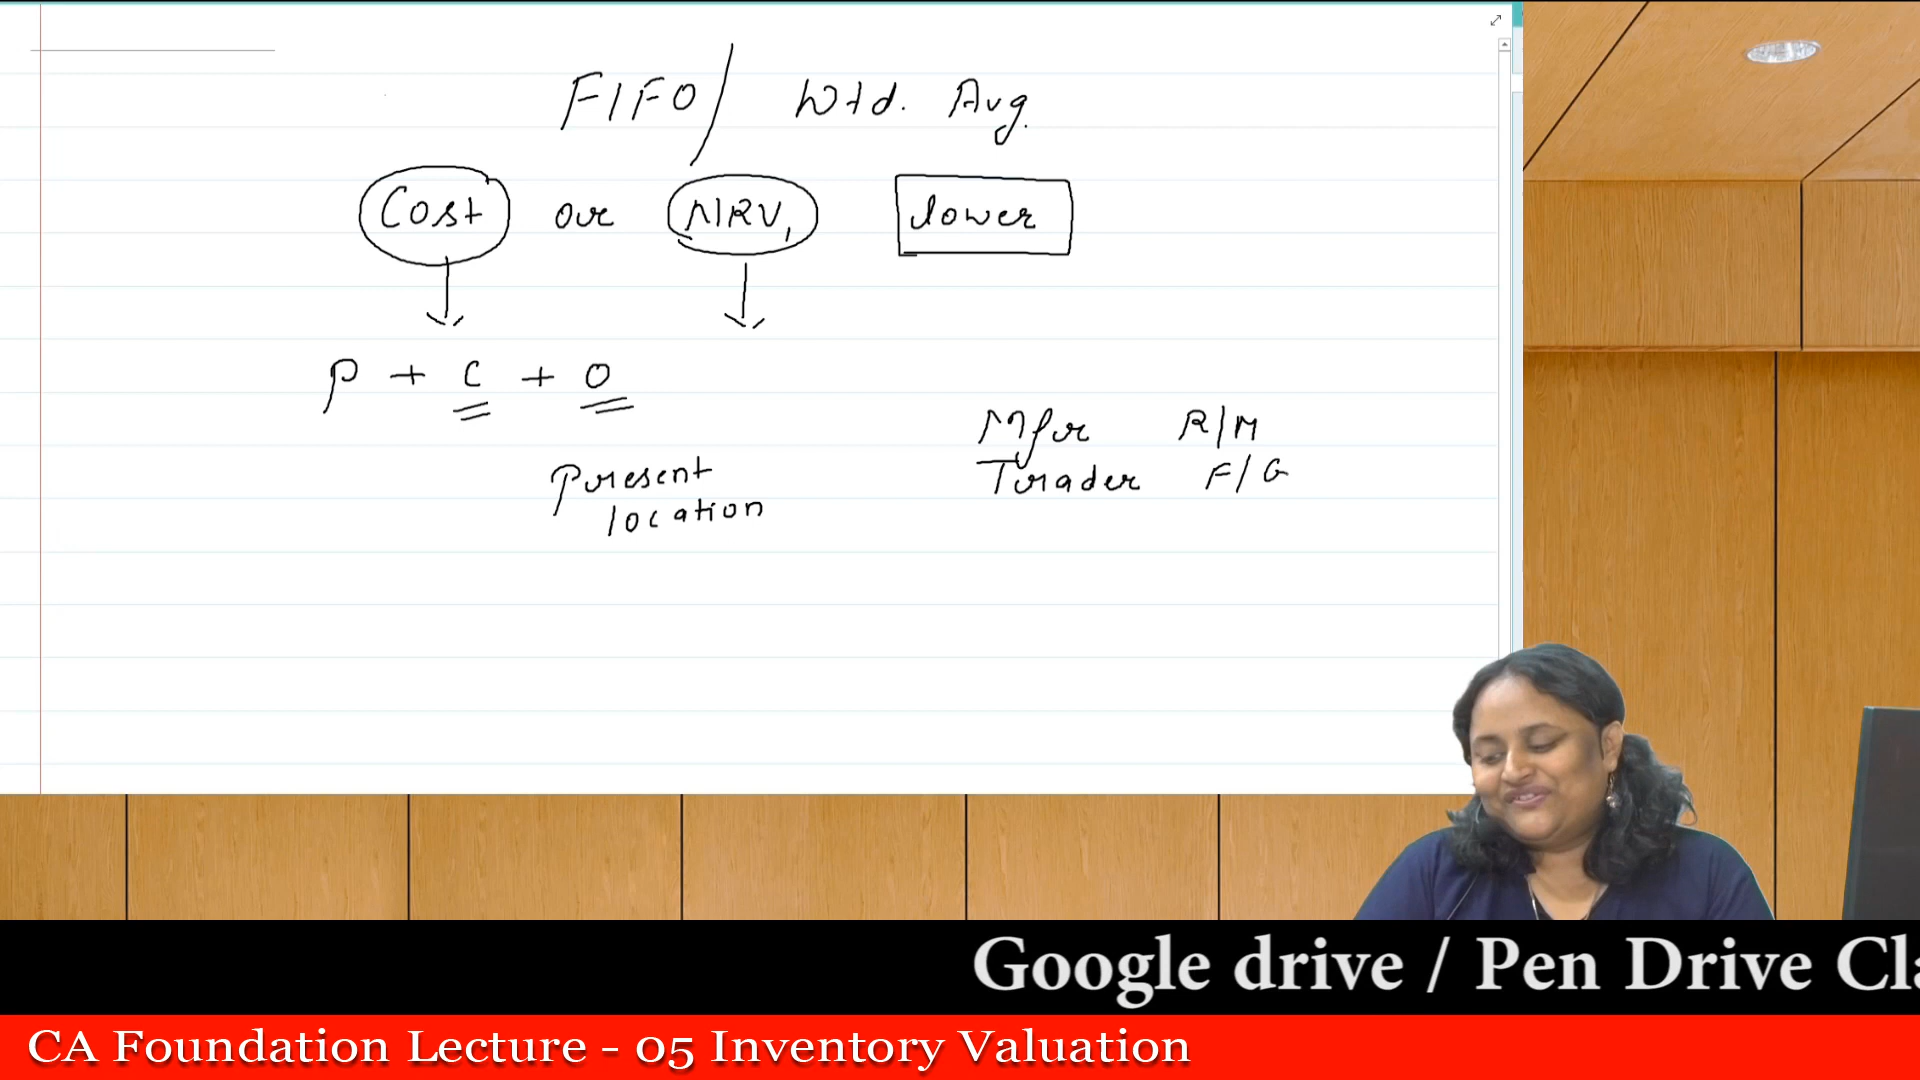 FIFO / Wtd. Avg.
Cost or NRV, lower
P + C + O
Mfr R/M
Trader F/G
Present
location
Google drive / Pen Drive Cla
CA Foundation Lecture - 05 Inventory Valuation